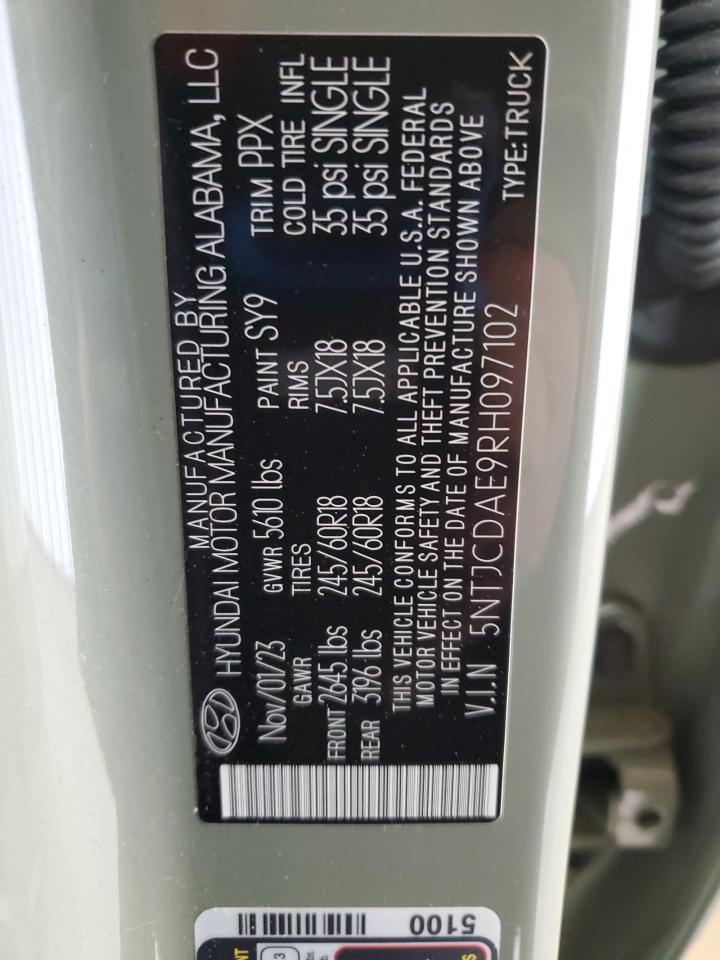 MANUFACTURED BY
HYUNDAI MOTOR MANUFACTURING ALABAMA, LLC
Nov/01/23 GVWR 5610 lbs PAINT SY9 TRIM PPX
GAWR TIRES RIMS COLD TIRE INFL
FRONT 2645 lbs 245/60R18 7.5JX18 35 psi SINGLE
REAR 3196 lbs 245/60R18 7.5JX18 35 psi SINGLE
THIS VEHICLE CONFORMS TO ALL APPLICABLE U.S.A. FEDERAL
MOTOR VEHICLE SAFETY AND THEFT PREVENTION STANDARDS
IN EFFECT ON THE DATE OF MANUFACTURE SHOWN ABOVE
V.I.N 5NTJCDAE9RH097102 TYPE:TRUCK
5100
3